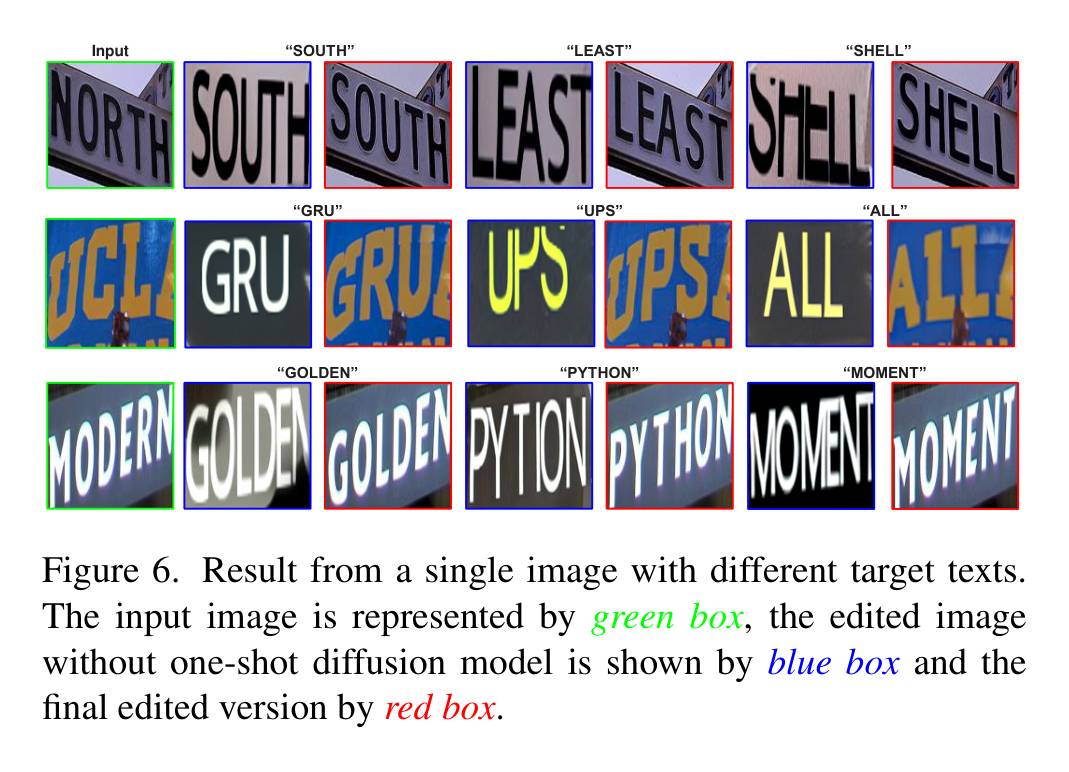 Input “SOUTH” “LEAST” “SHELL”
NORTH SOUTH SOUTH LEAST LEAST SHELL SHELL
“GRU” “UPS” “ALL”
UCLA GRU GRUA UPS UPSA ALL ALLA
“GOLDEN” “PYTHON” “MOMENT”
MODERN GOLDEN GOLDEN PYTION PYTHON MOMENT MOMENT
Figure 6. Result from a single image with different target texts.
The input image is represented by green box, the edited image
without one-shot diffusion model is shown by blue box and the
final edited version by red box.